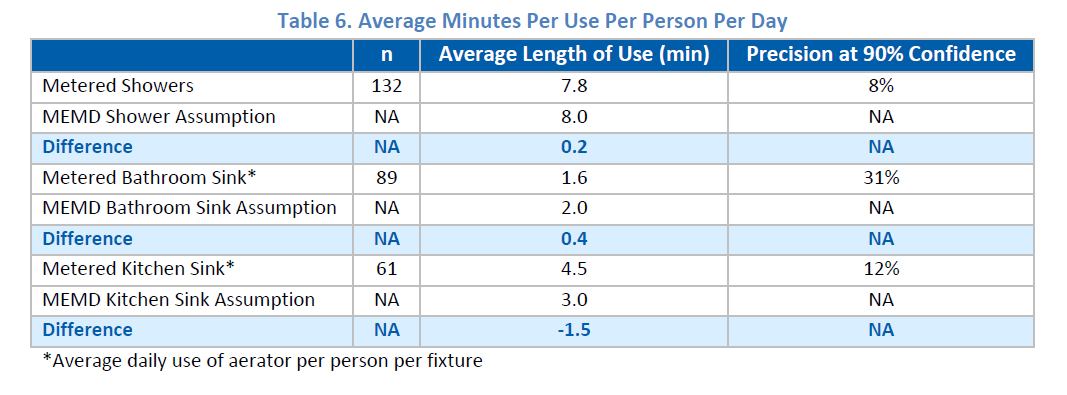 Table 6. Average Minutes Per Use Per Person Per Day
n Average Length of Use (min) Precision at 90% Confidence
Metered Showers 132 7.8 8%
MEMD Shower Assumption NA 8.0 NA
Difference NA 0.2 NA
Metered Bathroom Sink* 89 1.6 31%
MEMD Bathroom Sink Assumption NA 2.0 NA
Difference NA 0.4 NA
Metered Kitchen Sink* 61 4.5 12%
MEMD Kitchen Sink Assumption NA 3.0 NA
Difference NA -1.5 NA
*Average daily use of aerator per person per fixture